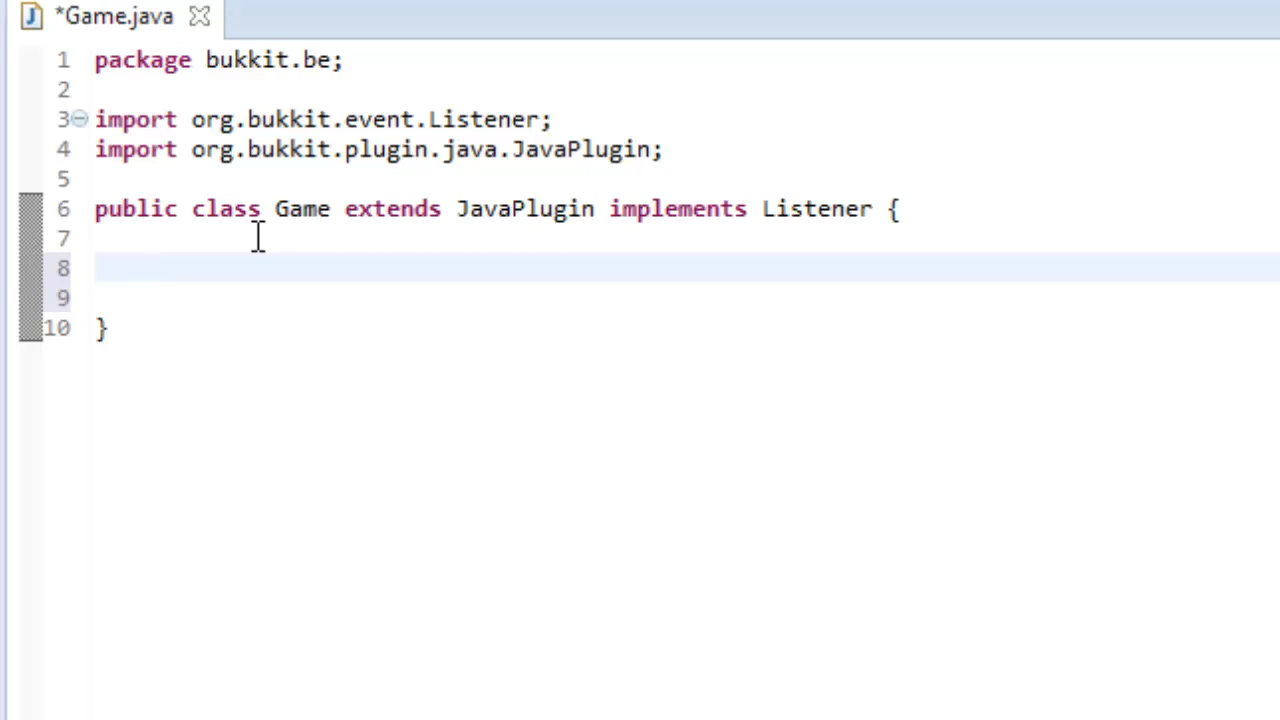 *Game.java
1 package bukkit.be;
2
3 import org.bukkit.event.Listener;
4 import org.bukkit.plugin.java.JavaPlugin;
5
6 public class Game extends JavaPlugin implements Listener {
7
8
9
10 }